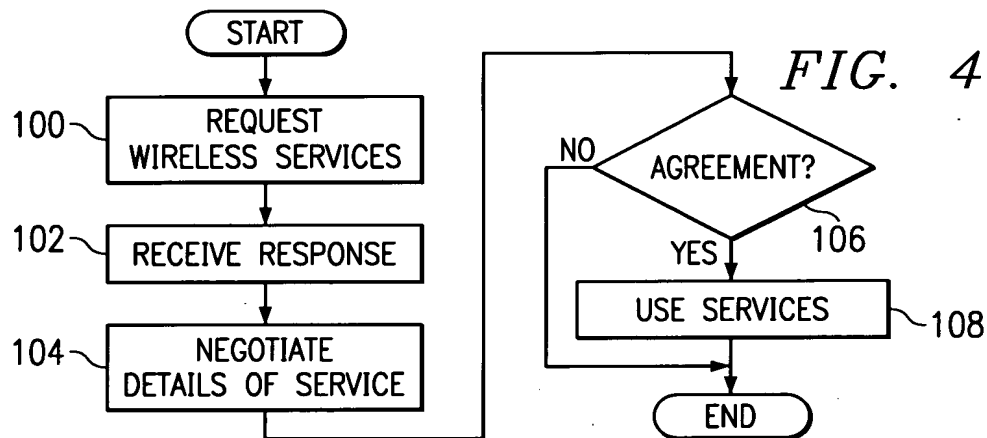 START
100
REQUEST
WIRELESS SERVICES
102
RECEIVE RESPONSE
104
NEGOTIATE
DETAILS OF SERVICE
FIG. 4
AGREEMENT?
106
NO
YES
USE SERVICES
108
END